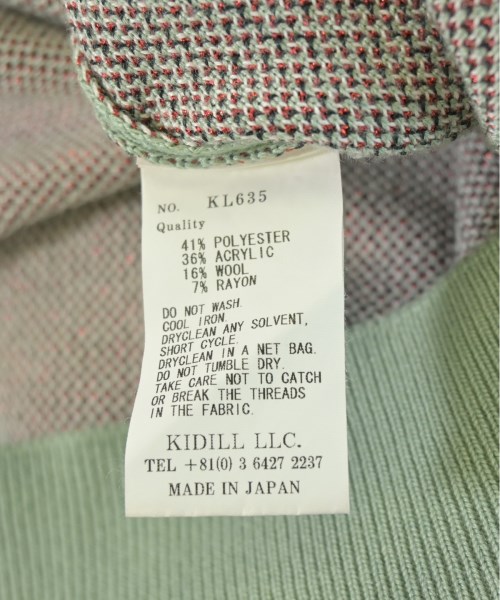 NO. KL635
Quality
41% POLYESTER
36% ACRYLIC
16% WOOL
7% RAYON
DO NOT WASH.
COOL IRON.
DRYCLEAN ANY SOLVENT,
SHORT CYCLE.
DRYCLEAN IN A NET BAG.
DO NOT TUMBLE DRY.
TAKE CARE NOT TO CATCH
OR BREAK THE THREADS
IN THE FABRIC.
KIDILL LLC.
TEL +81(0) 3 6427 2237
MADE IN JAPAN